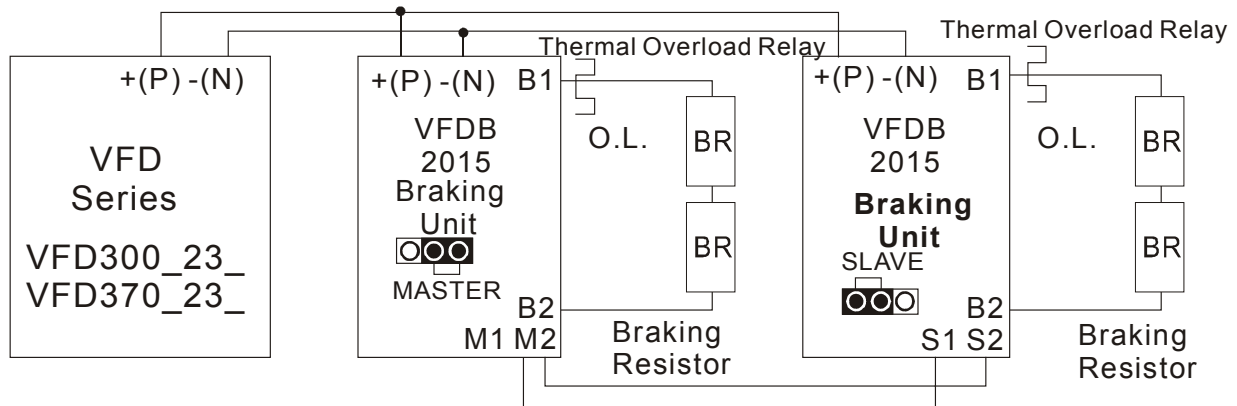 +(P) -(N)
VFD
Series
VFD300_23_
VFD370_23_
+(P) -(N)
B1
VFDB
2015
Braking
Unit
MASTER
B2
M1 M2
Thermal Overload Relay
O.L.
BR
BR
Braking
Resistor
+(P) -(N)
B1
VFDB
2015
Braking
Unit
SLAVE
B2
S1 S2
Thermal Overload Relay
O.L.
BR
BR
Braking
Resistor